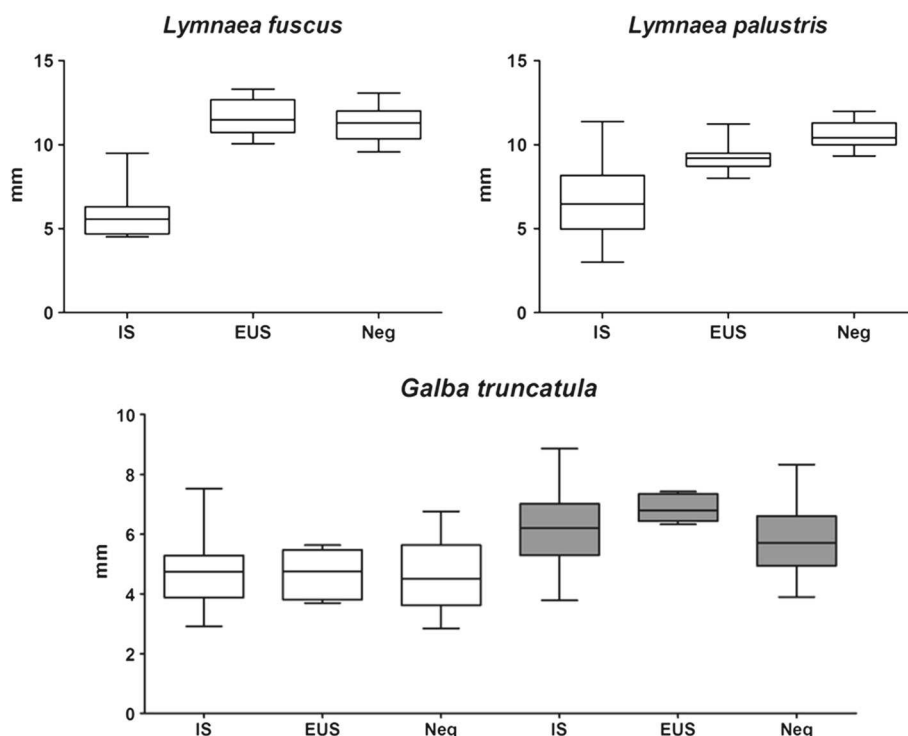 Lymnaea fuscus
15
10
5
0
mm
IS EUS Neg
Lymnaea palustris
15
10
5
0
mm
IS EUS Neg
Galba truncatula
10
8
6
4
2
0
mm
IS EUS Neg IS EUS Neg